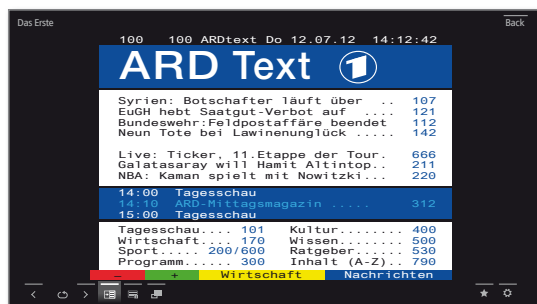 Das Erste Back
100 100 ARDtext Do 12.07.12 14:12:42
ARD Text 1
Syrien: Botschafter läuft über .. 107
EuGH hebt Saatgut-Verbot auf .... 121
Bundeswehr:Feldpostaffäre beendet 112
Neun Tote bei Lawinenunglück ..... 142
Live: Ticker, 11.Etappe der Tour. 666
Galatasaray will Hamit Altintop.. 211
NBA: Kaman spielt mit Nowitzki... 220
14:00 Tagesschau
14:10 ARD-Mittagsmagazin ..... 312
15:00 Tagesschau
Tagesschau.... 101 Kultur........ 400
Wirtschaft.... 170 Wissen........ 500
Sport..... 200/600 Ratgeber...... 530
Programm...... 300 Inhalt (A-Z).. 790
- + Wirtschaft Nachrichten